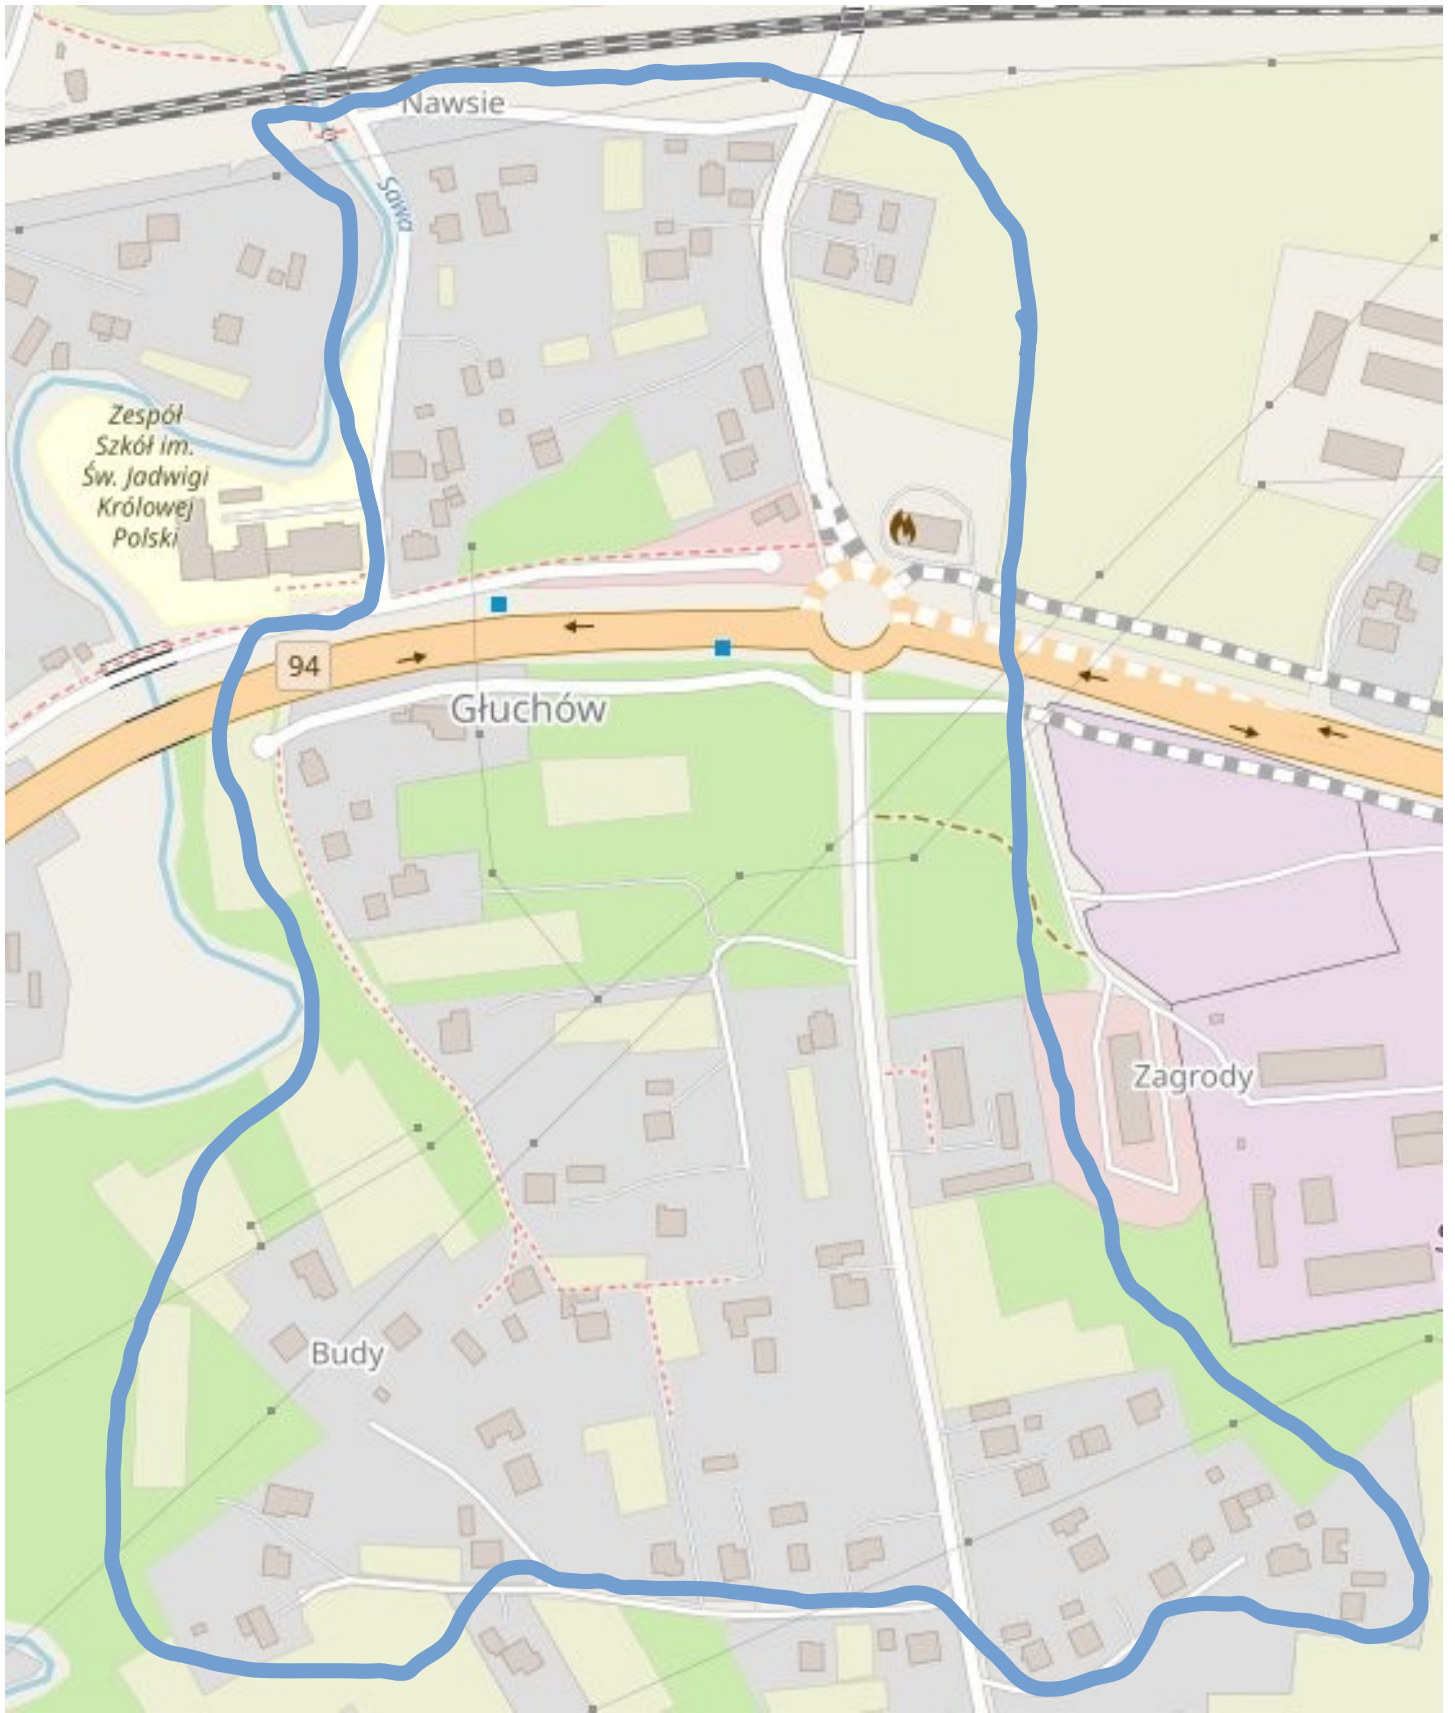 Nawsie
Sawa
Zespół
Szkół im.
Św. Jadwigi
Królowej
Polski
94
Głuchów
Zagrody
Budy